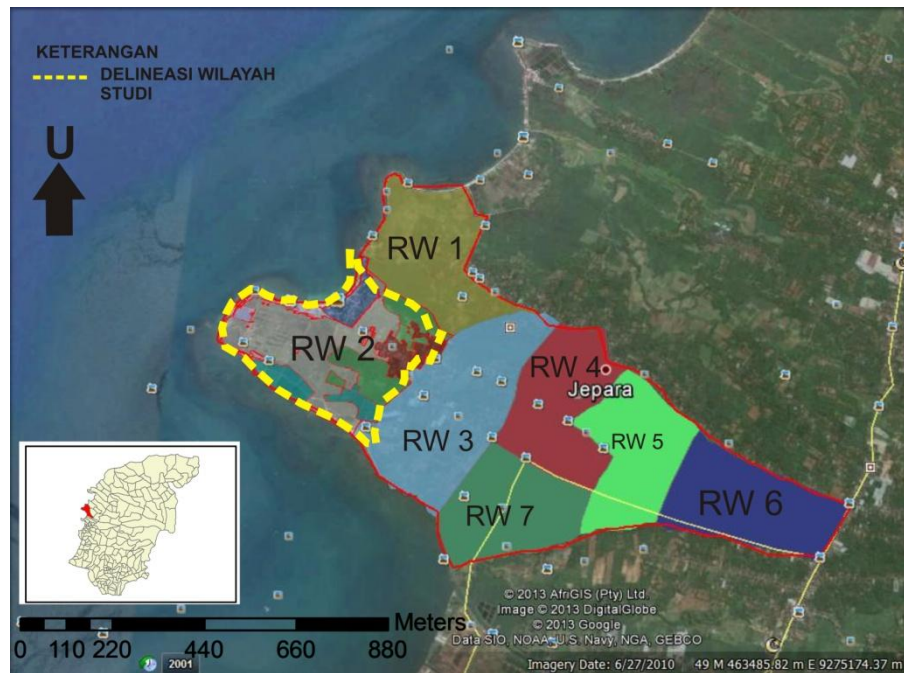 KETERANGAN
DELINEASI WILAYAH
STUDI
U
RW 1
RW 2
RW 4
Jepara
RW 3
RW 5
RW 6
RW 7
© 2013 AfriGIS (Pty) Ltd.
Image © 2013 DigitalGlobe
© 2013 Google
Data SIO, NOAA, U.S. Navy, NGA, GEBCO
Meters
0 110 220 440 660 880
2001
Imagery Date: 6/27/2010 49 M 463485.82 m E 9275174.37 m